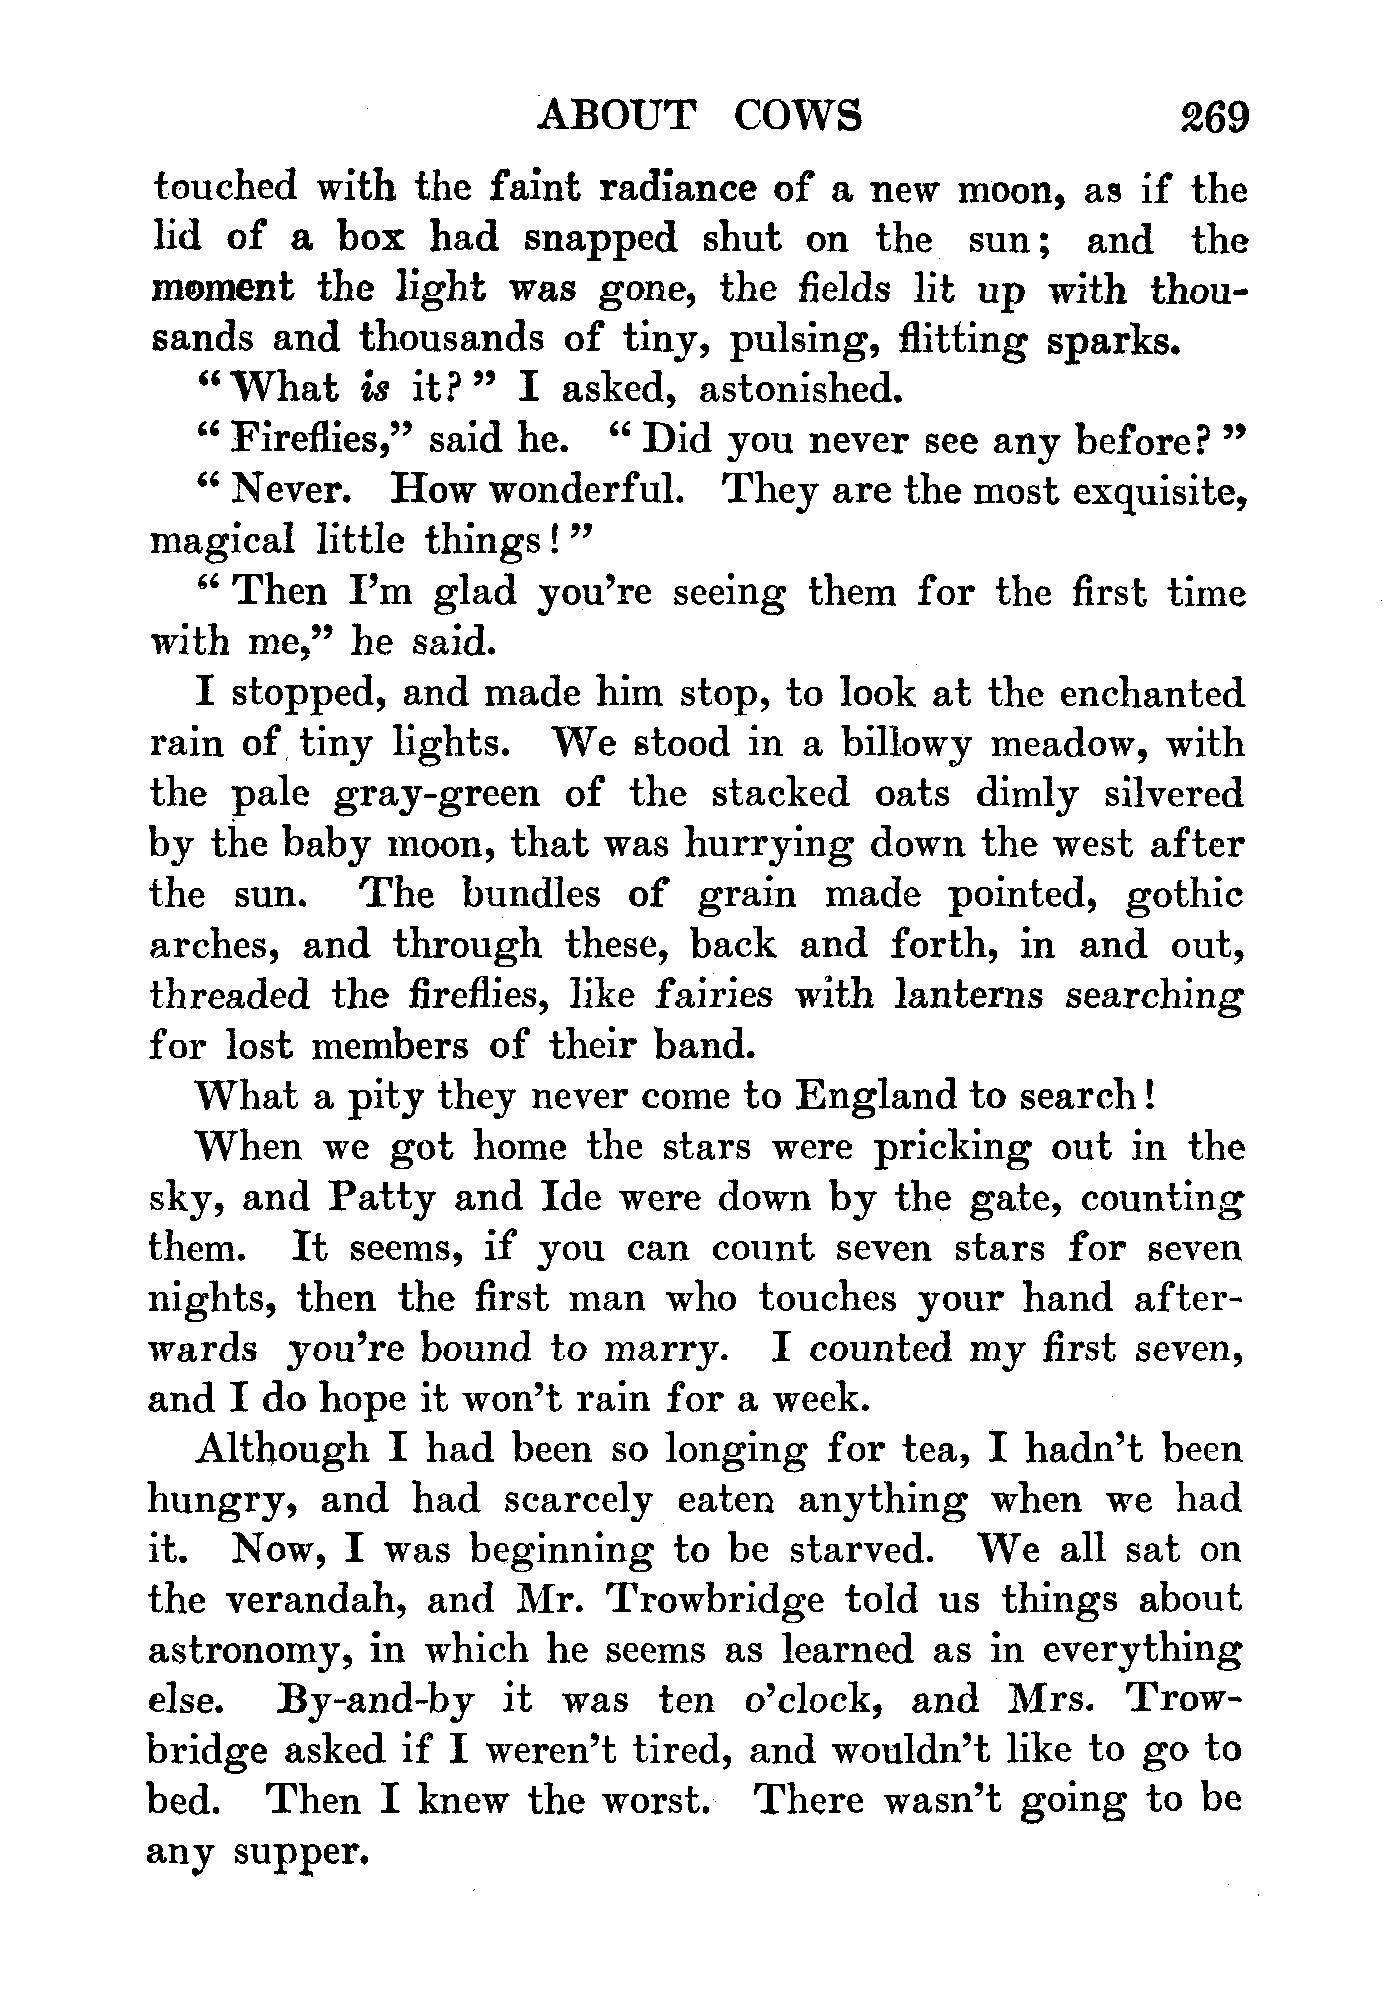 ABOUT COWS 269
touched with the faint radiance of a new moon, as if the
lid of a box had snapped shut on the sun; and the
moment the light was gone, the fields lit up with thou-
sands and thousands of tiny, pulsing, flitting sparks.
"What is it?" I asked, astonished.
"Fireflies," said he. "Did you never see any before?"
"Never. How wonderful. They are the most exquisite,
magical little things!"
"Then I'm glad you're seeing them for the first time
with me," he said.
I stopped, and made him stop, to look at the enchanted
rain of tiny lights. We stood in a billowy meadow, with
the pale gray-green of the stacked oats dimly silvered
by the baby moon, that was hurrying down the west after
the sun. The bundles of grain made pointed, gothic
arches, and through these, back and forth, in and out,
threaded the fireflies, like fairies with lanterns searching
for lost members of their band.
What a pity they never come to England to search!
When we got home the stars were pricking out in the
sky, and Patty and Ide were down by the gate, counting
them. It seems, if you can count seven stars for seven
nights, then the first man who touches your hand after-
wards you're bound to marry. I counted my first seven,
and I do hope it won't rain for a week.
Although I had been so longing for tea, I hadn't been
hungry, and had scarcely eaten anything when we had
it. Now, I was beginning to be starved. We all sat on
the verandah, and Mr. Trowbridge told us things about
astronomy, in which he seems as learned as in everything
else. By-and-by it was ten o'clock, and Mrs. Trow-
bridge asked if I weren't tired, and wouldn't like to go to
bed. Then I knew the worst. There wasn't going to be
any supper.